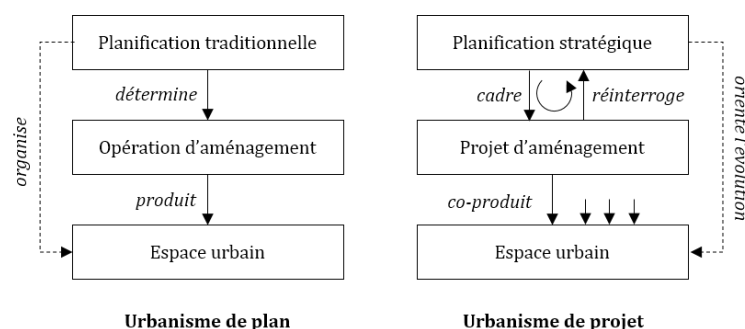 Planification traditionnelle
détermine
organise
Opération d'aménagement
produit
Espace urbain
Urbanisme de plan
Planification stratégique
cadre
réinterroge
oriente l'évolution
Projet d'aménagement
co-produit
Espace urbain
Urbanisme de projet